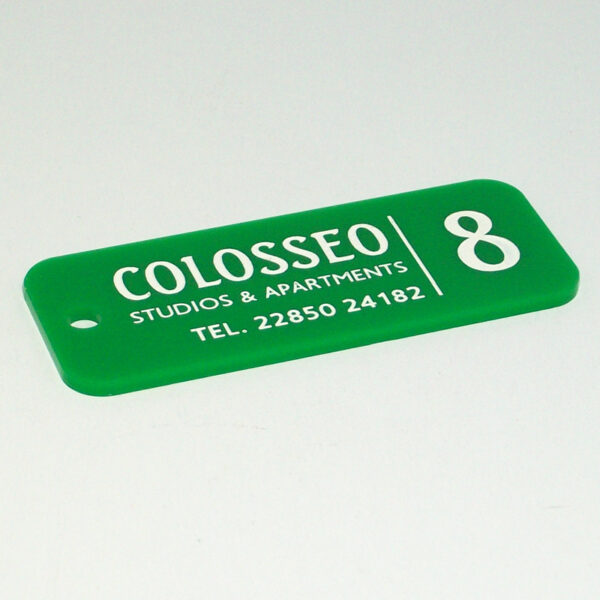 COLOSSEO
STUDIOS & APARTMENTS
TEL. 22850 24182
8